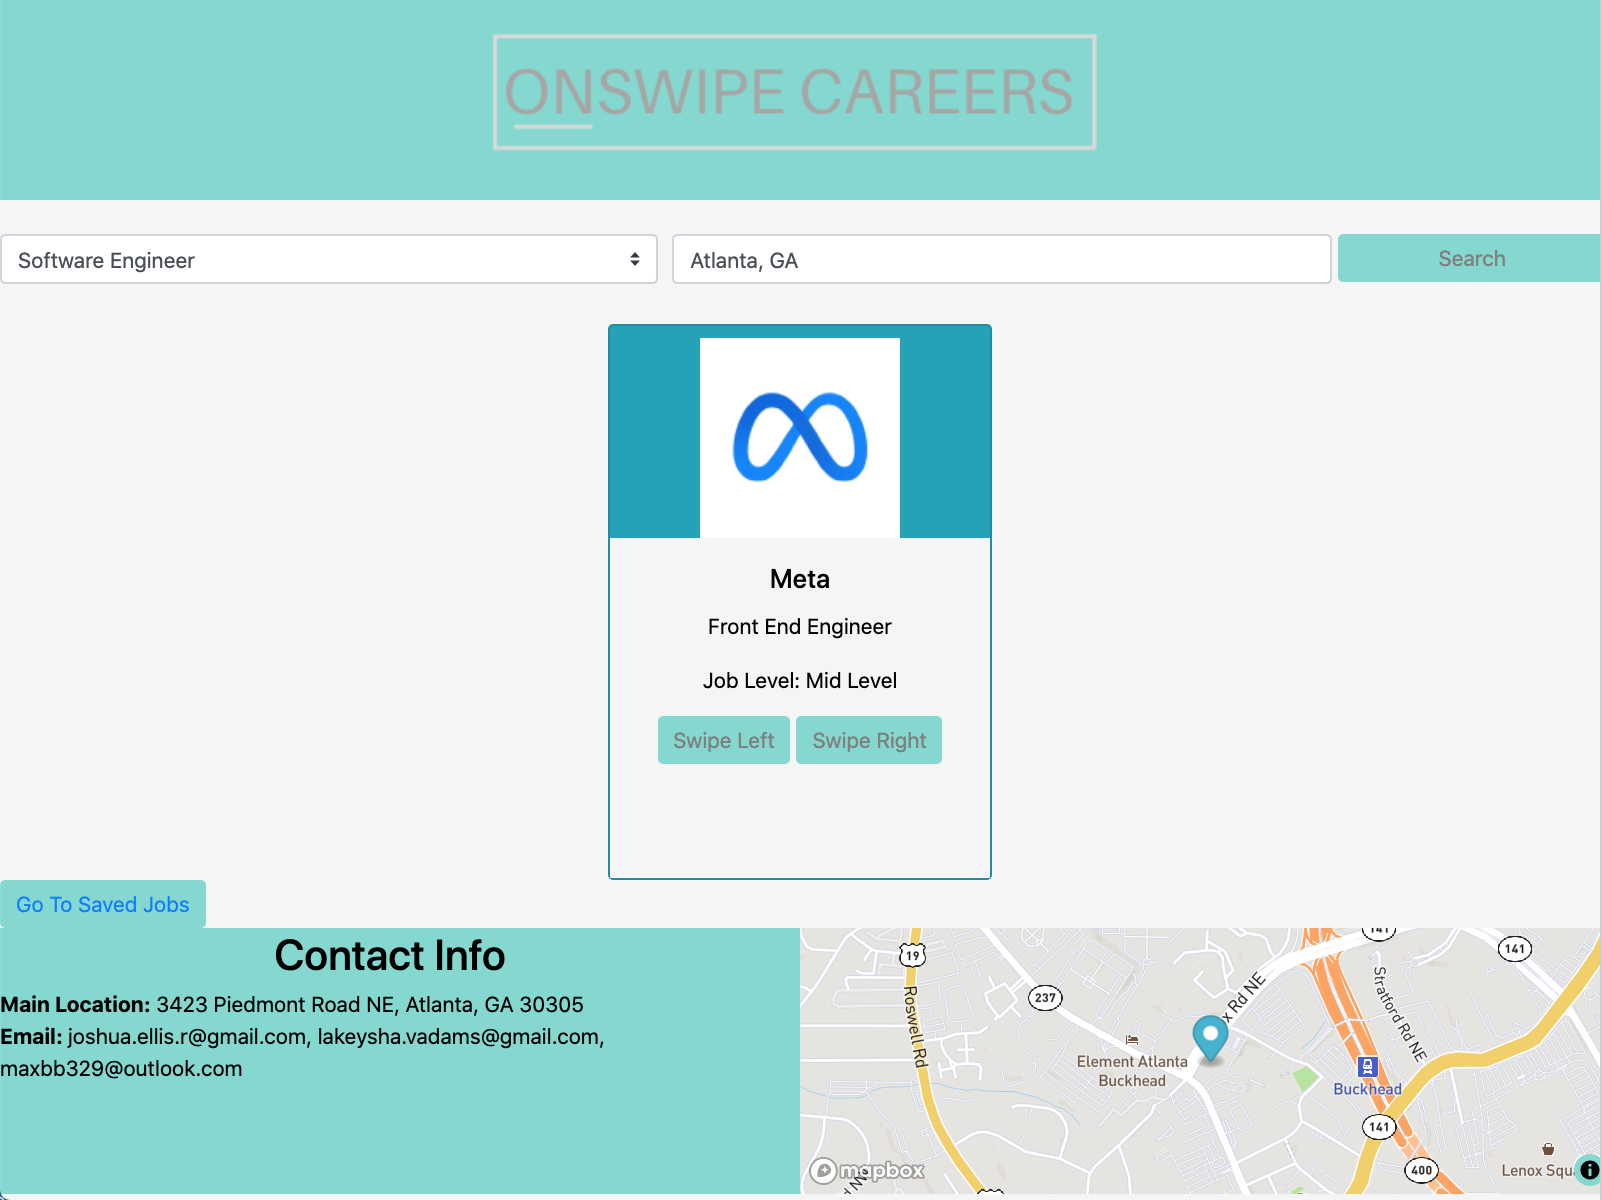 ONSWIPE CAREERS
Software Engineer
Atlanta, GA
Search
Meta
Front End Engineer
Job Level: Mid Level
Swipe Left
Swipe Right
Go To Saved Jobs
Contact Info
Main Location: 3423 Piedmont Road NE, Atlanta, GA 30305
Email: joshua.ellis.r@gmail.com, lakeysha.vadams@gmail.com,
maxbb329@outlook.com
141
19
141
237
Roswell Rd
x Rd NE
Stratford Rd NE
Element Atlanta
Buckhead
Buckhead
141
400
Lenox Squ
mapbox